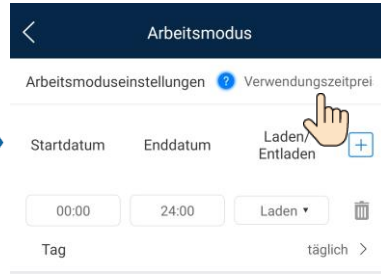 Arbeitsmodus
Arbeitsmoduseinstellungen ? Verwendungszeitprei
Startdatum Enddatum Laden/
Entladen +
00:00 24:00 Laden
Tag täglich >